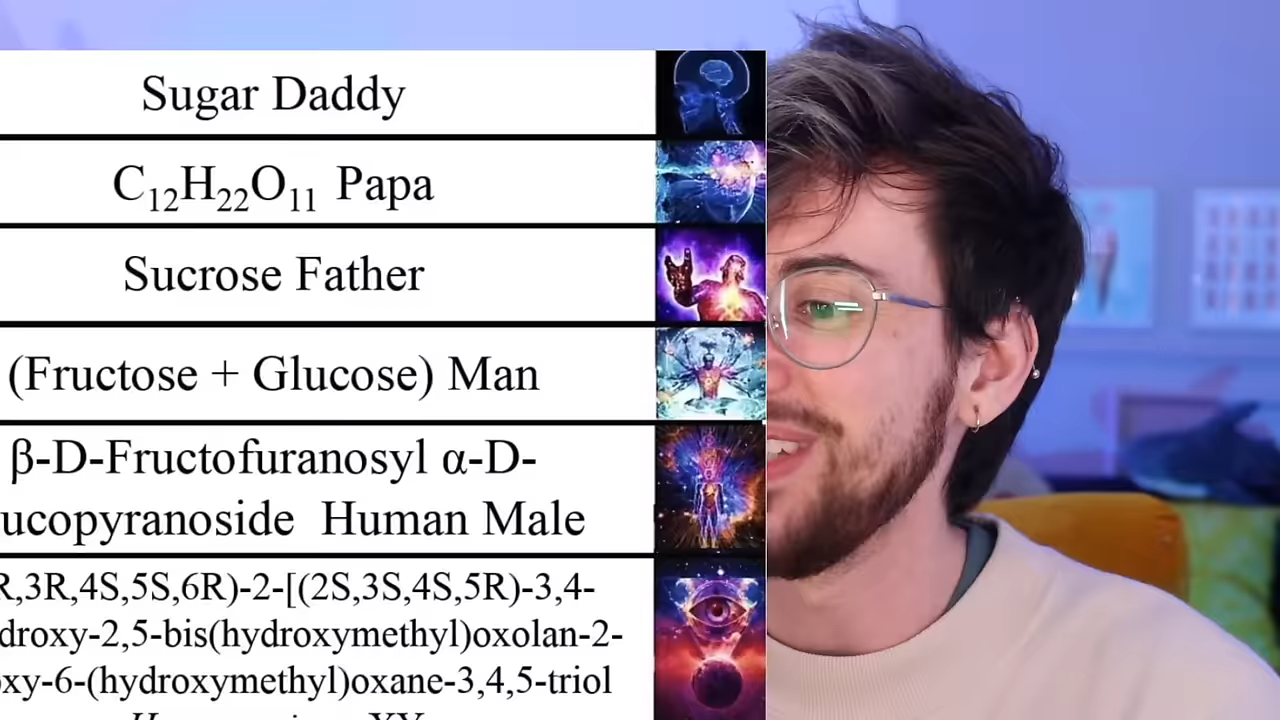 Sugar Daddy
C₁₂H₂₂O₁₁ Papa
Sucrose Father
(Fructose + Glucose) Man
β-D-Fructofuranosyl α-D-
ucopyranoside Human Male
R,3R,4S,5S,6R)-2-[(2S,3S,4S,5R)-3,4-
droxy-2,5-bis(hydroxymethyl)oxolan-2-
oxy-6-(hydroxymethyl)oxane-3,4,5-triol